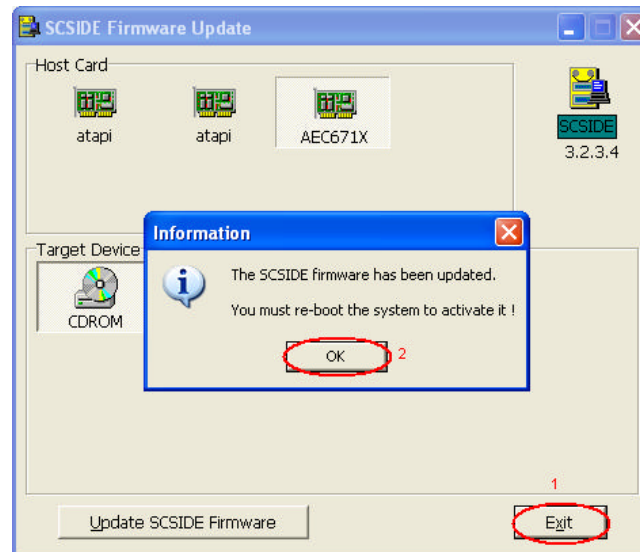 SCSIDE Firmware Update
Host Card
atapi
atapi
AEC671X
SCSIDE
3.2.3.4
Information
The SCSIDE firmware has been updated.
You must re-boot the system to activate it !
OK
2
Target Device
CDROM
1
Update SCSIDE Firmware
Exit